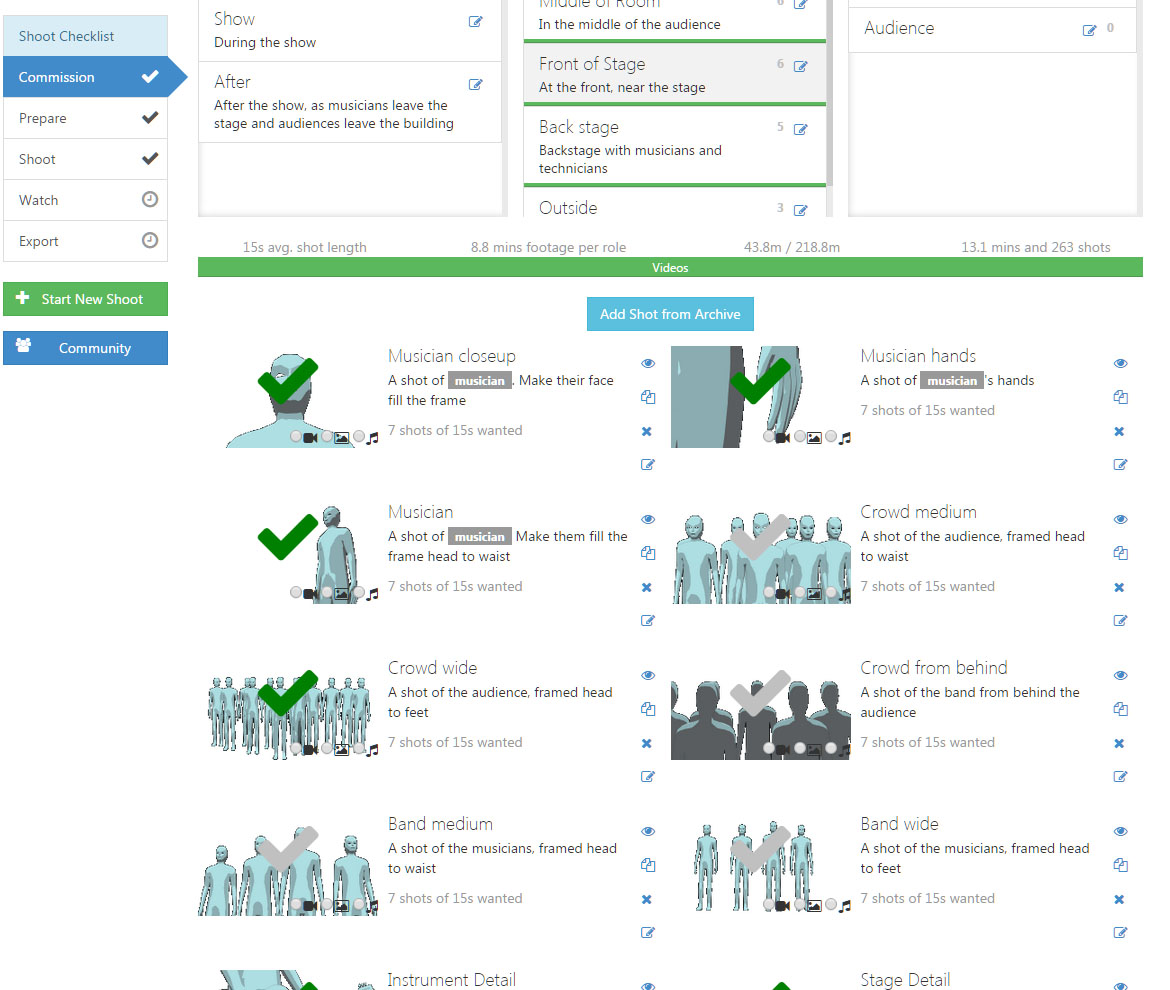 Shoot Checklist
Commission
Prepare
Shoot
Watch
Export
Start New Shoot
Community
Show
During the show
After
After the show, as musicians leave the
stage and audiences leave the building
Middle of Room 6
In the middle of the audience
Front of Stage 6
At the front, near the stage
Back stage 5
Backstage with musicians and
technicians
Outside 3
Audience 0
15s avg. shot length 8.8 mins footage per role 43.8m / 218.8m 13.1 mins and 263 shots
Videos
Add Shot from Archive
Musician closeup
A shot of musician . Make their face
fill the frame
7 shots of 15s wanted
Musician hands
A shot of musician 's hands
7 shots of 15s wanted
Musician
A shot of musician Make them fill the
frame head to waist
7 shots of 15s wanted
Crowd medium
A shot of the audience, framed head
to waist
7 shots of 15s wanted
Crowd wide
A shot of the audience, framed head
to feet
7 shots of 15s wanted
Crowd from behind
A shot of the band from behind the
audience
7 shots of 15s wanted
Band medium
A shot of the musicians, framed head
to waist
7 shots of 15s wanted
Band wide
A shot of the musicians, framed head
to feet
7 shots of 15s wanted
Instrument Detail
Stage Detail